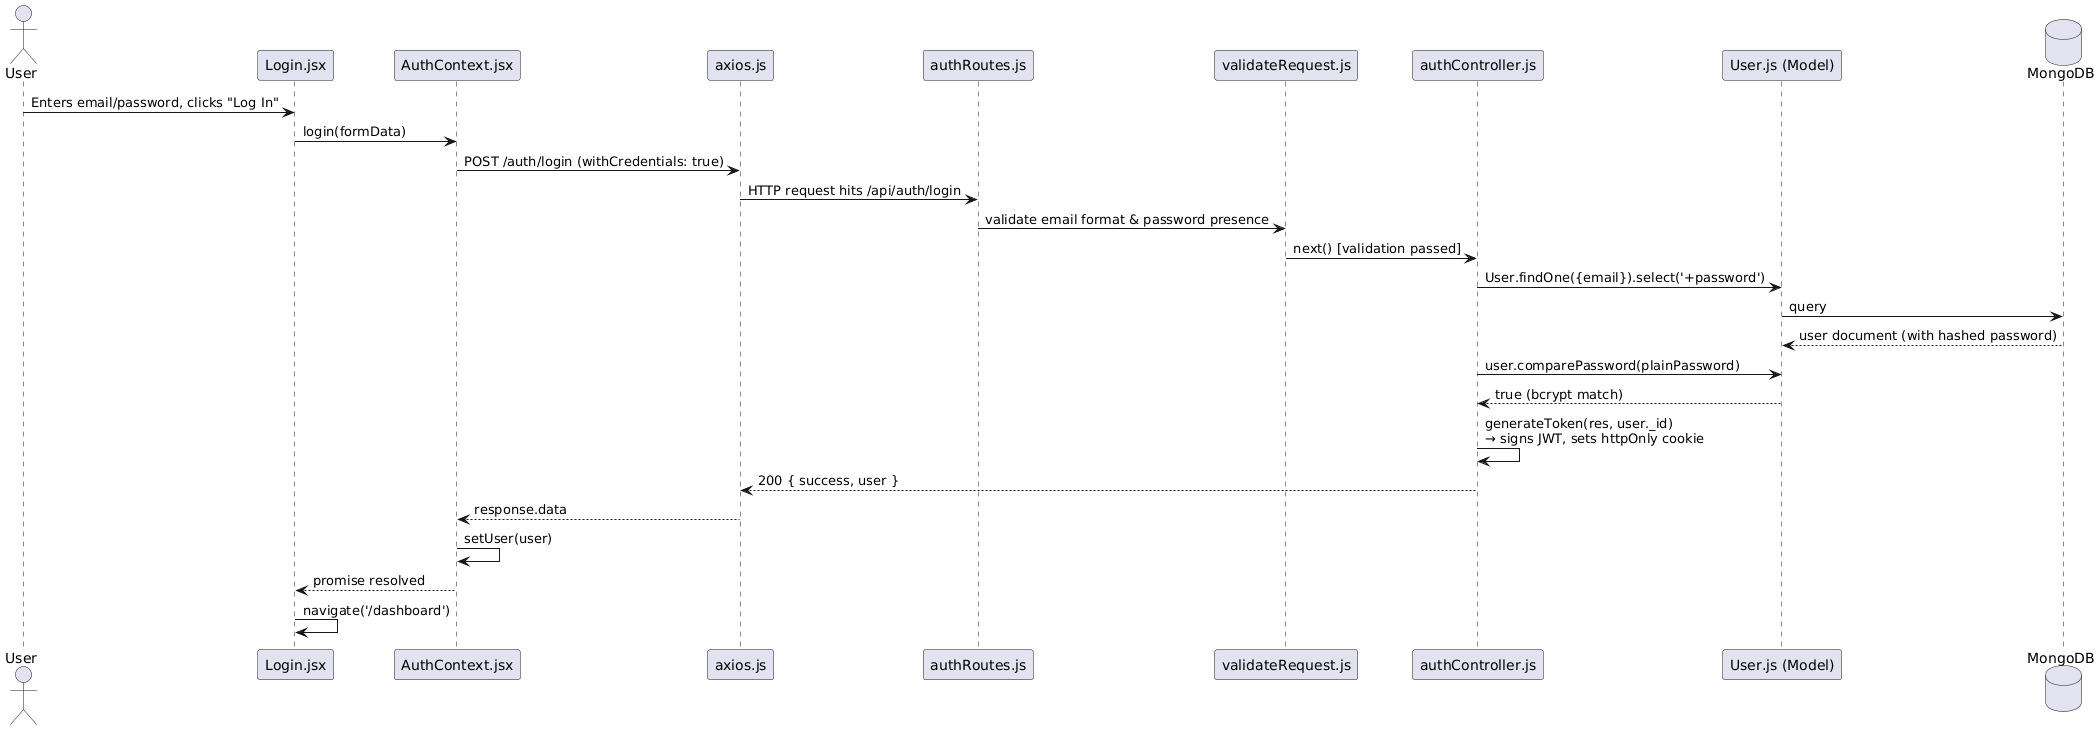 User
Login.jsx
AuthContext.jsx
axios.js
authRoutes.js
validateRequest.js
authController.js
User.js (Model)
MongoDB
Enters email/password, clicks "Log In"
login(formData)
POST /auth/login (withCredentials: true)
HTTP request hits /api/auth/login
validate email format & password presence
next() [validation passed]
User.findOne({email}).select('+password')
query
user document (with hashed password)
user.comparePassword(plainPassword)
true (bcrypt match)
generateToken(res, user._id)
→ signs JWT, sets httpOnly cookie
200 { success, user }
response.data
setUser(user)
promise resolved
navigate('/dashboard')
User
Login.jsx
AuthContext.jsx
axios.js
authRoutes.js
validateRequest.js
authController.js
User.js (Model)
MongoDB